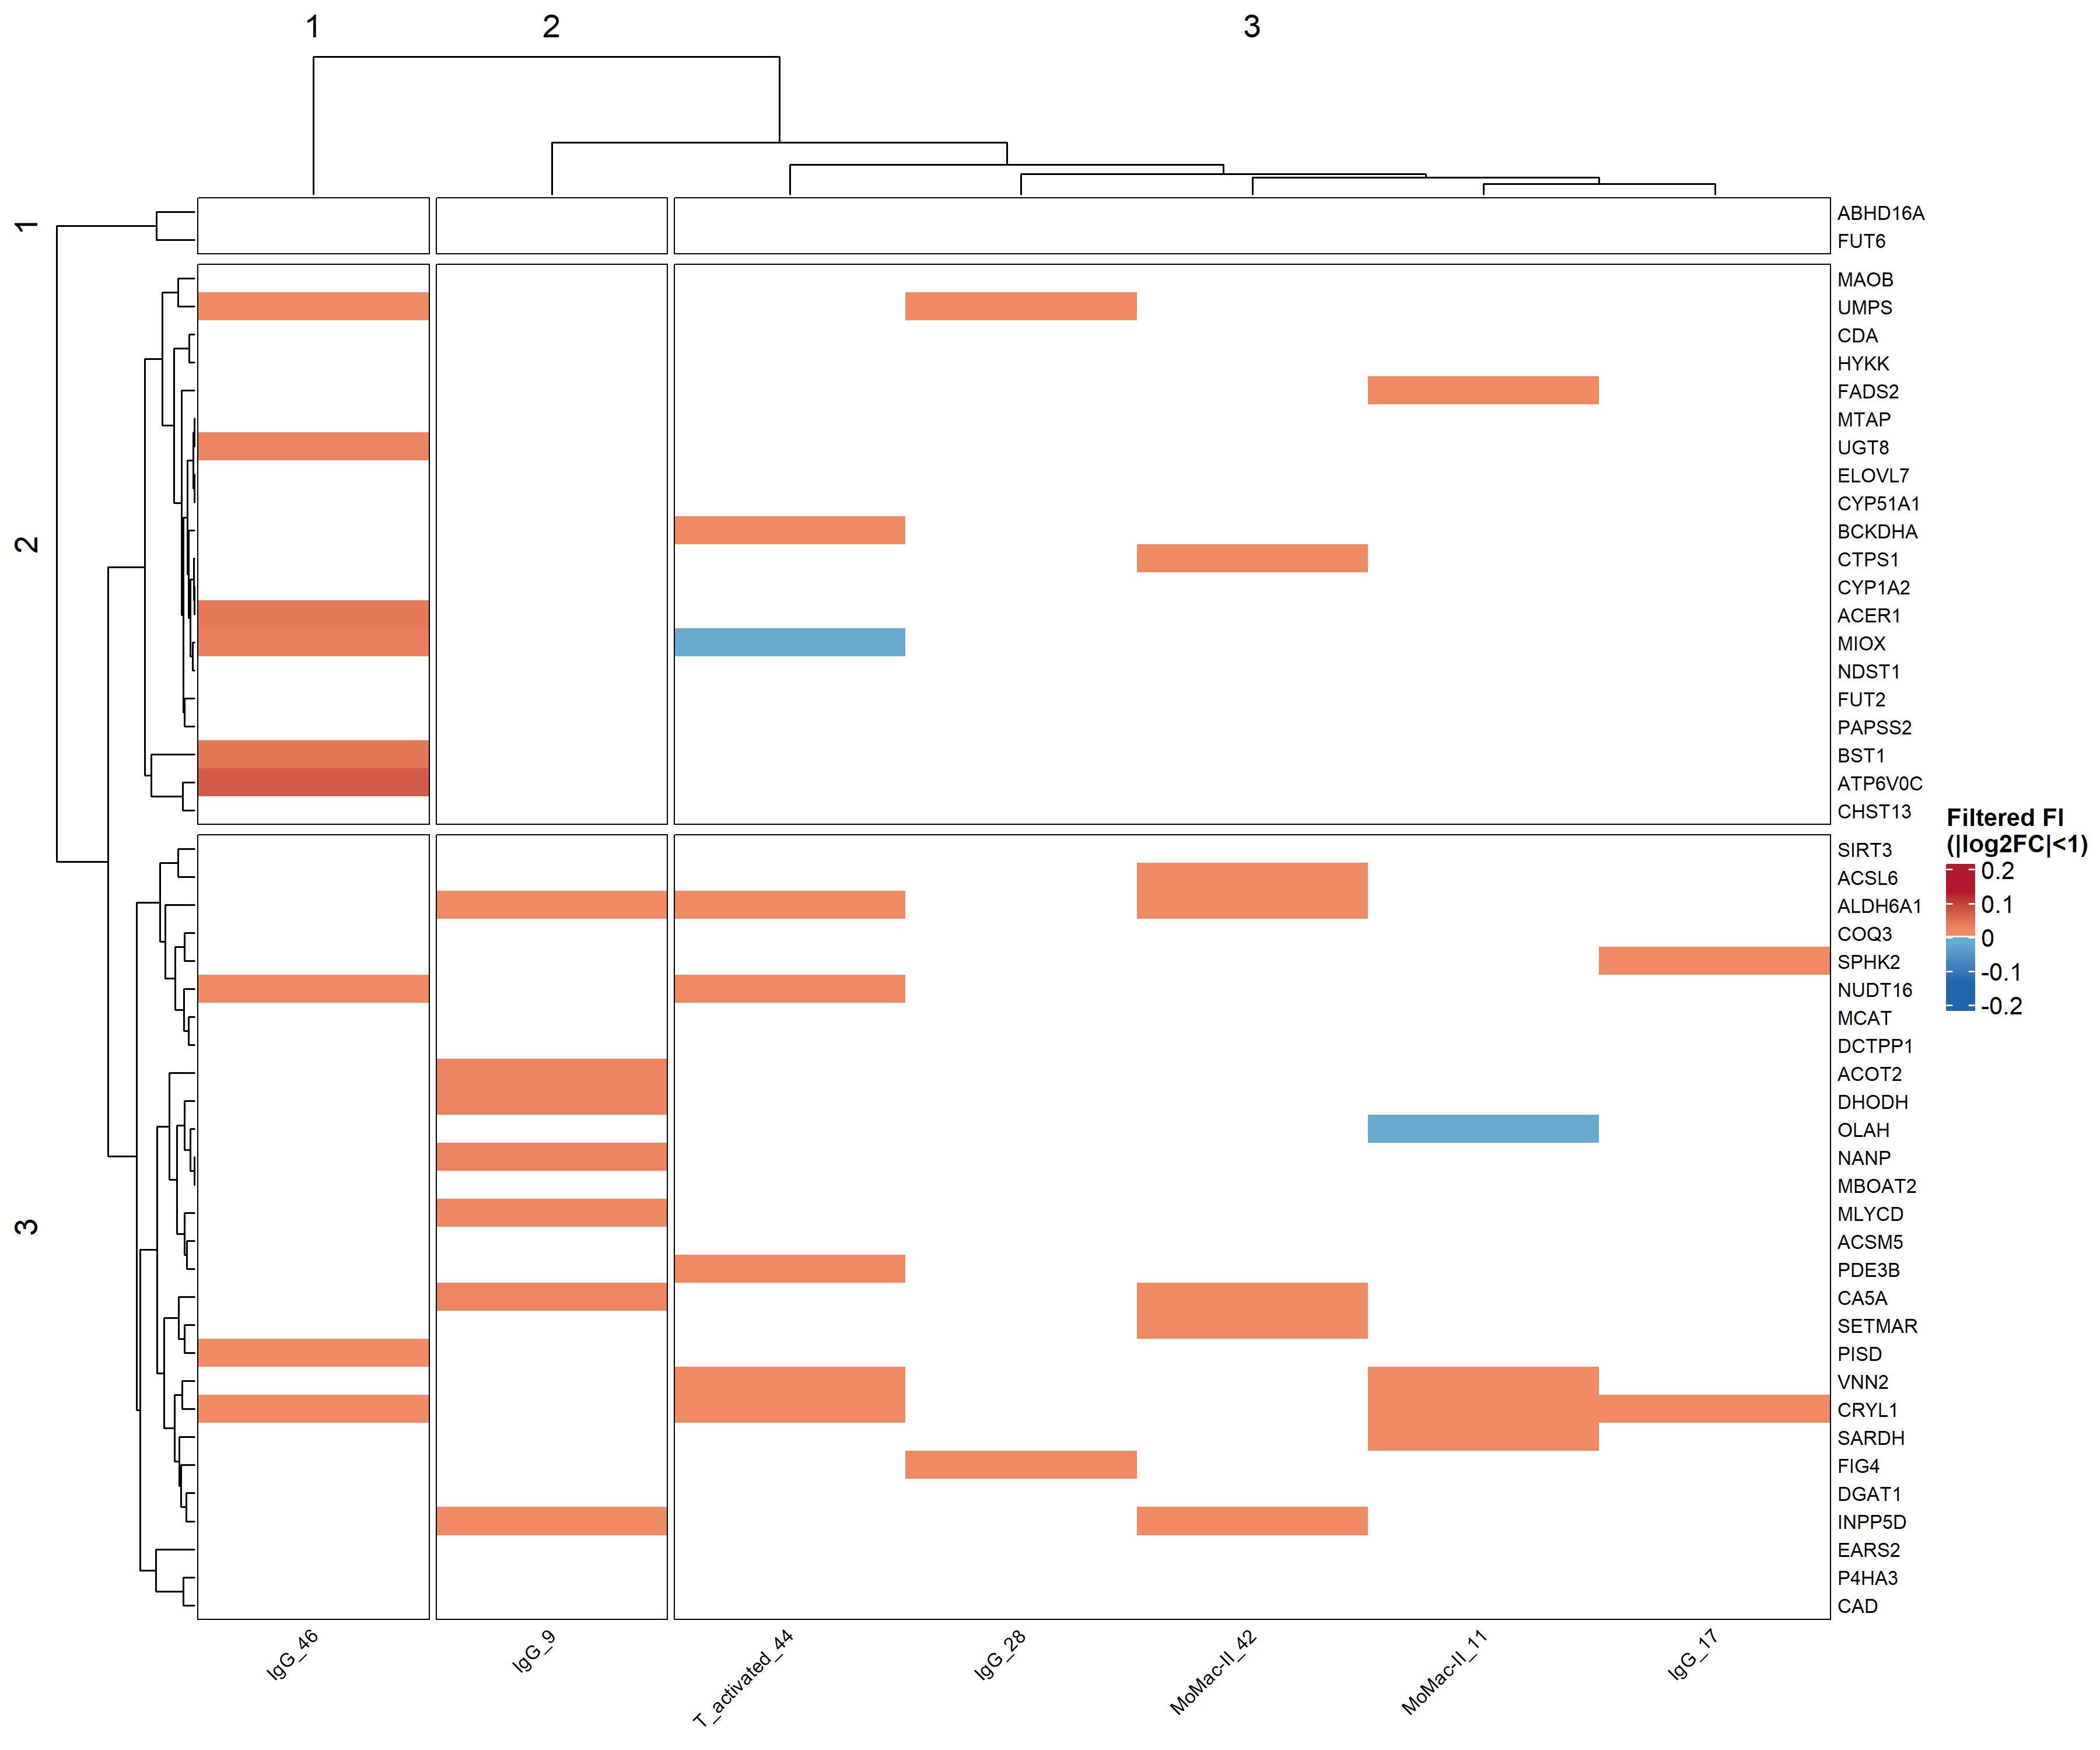 1
2
3
1
2
3
ABHD16A
FUT6
MAOB
UMPS
CDA
HYKK
FADS2
MTAP
UGT8
ELOVL7
CYP51A1
BCKDHA
CTPS1
CYP1A2
ACER1
MIOX
NDST1
FUT2
PAPSS2
BST1
ATP6V0C
CHST13
SIRT3
ACSL6
ALDH6A1
COQ3
SPHK2
NUDT16
MCAT
DCTPP1
ACOT2
DHODH
OLAH
NANP
MBOAT2
MLYCD
ACSM5
PDE3B
CA5A
SETMAR
PISD
VNN2
CRYL1
SARDH
FIG4
DGAT1
INPP5D
EARS2
P4HA3
CAD
Filtered FI
(|log2FC|<1)
0.2
0.1
0
-0.1
-0.2
IgG_46
IgG_9
T_activated_44
IgG_28
MoMac-II_42
MoMac-II_11
IgG_17